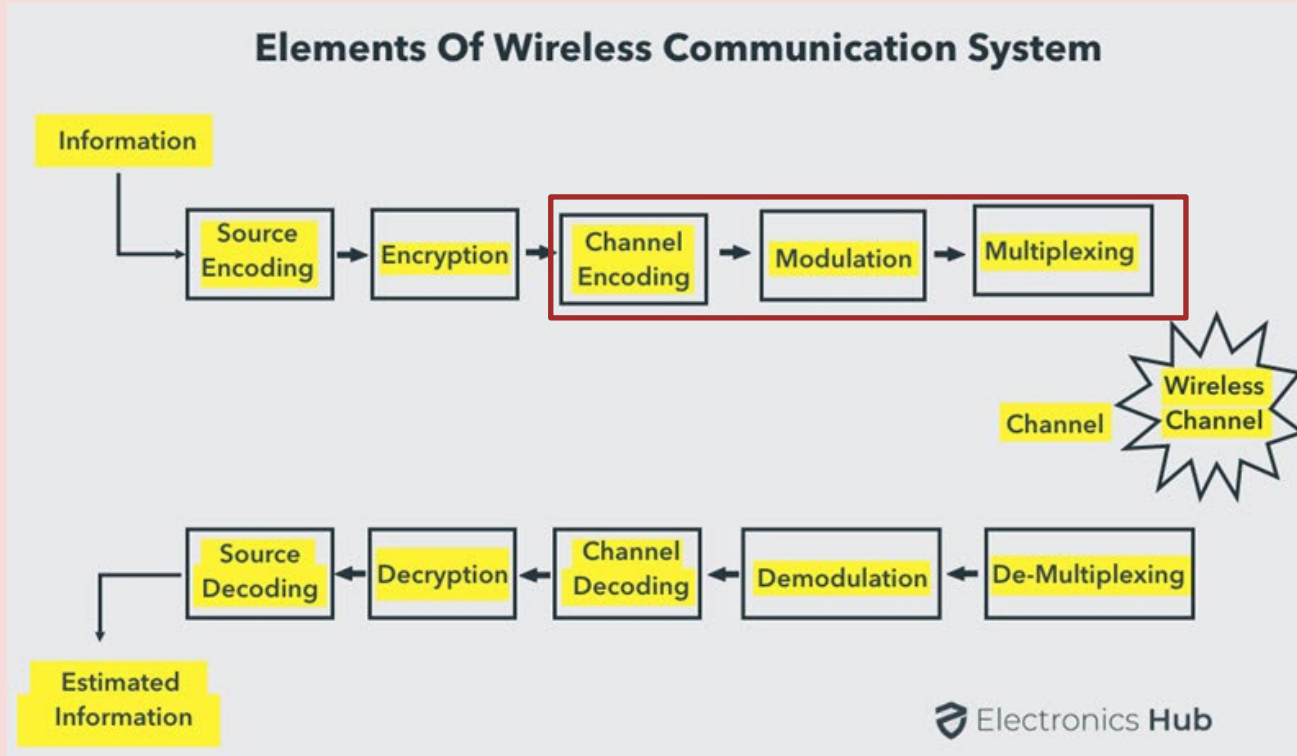 Elements Of Wireless Communication System
Information
Source
Encoding
Encryption
Channel
Encoding
Modulation
Multiplexing
Wireless
Channel
Channel
Source
Decoding
Decryption
Channel
Decoding
Demodulation
De-Multiplexing
Estimated
Information
Electronics Hub